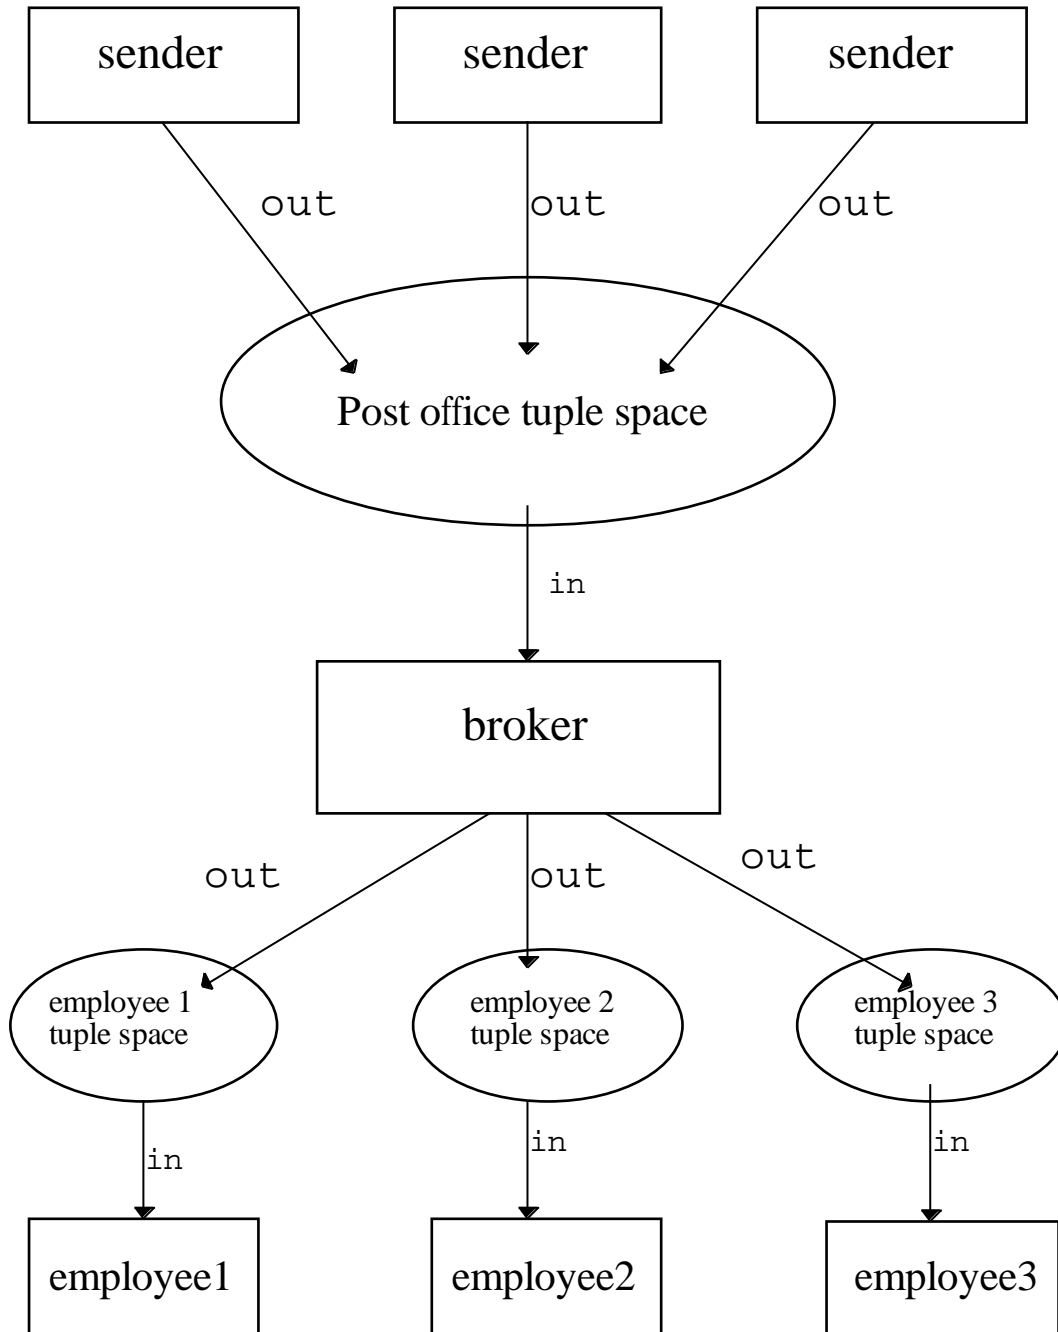 sender
sender
sender
out
out
out
Post office tuple space
in
broker
out
out
out
employee 1
tuple space
employee 2
tuple space
employee 3
tuple space
in
in
in
employee1
employee2
employee3